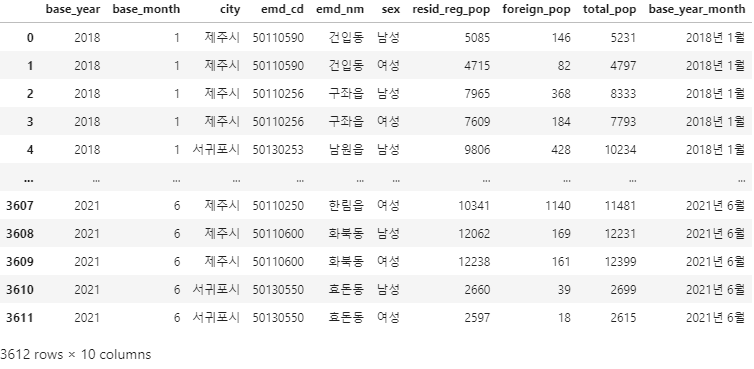 base_year base_month city emd_cd emd_nm sex resid_reg_pop foreign_pop total_pop base_year_month
0 2018 1 제주시 50110590 건입동 남성 5085 146 5231 2018년 1월
1 2018 1 제주시 50110590 건입동 여성 4715 82 4797 2018년 1월
2 2018 1 제주시 50110256 구좌읍 남성 7965 368 8333 2018년 1월
3 2018 1 제주시 50110256 구좌읍 여성 7609 184 7793 2018년 1월
4 2018 1 서귀포시 50130253 남원읍 남성 9806 428 10234 2018년 1월
... ... ... ... ... ... ... ... ... ... ...
3607 2021 6 제주시 50110250 한림읍 여성 10341 1140 11481 2021년 6월
3608 2021 6 제주시 50110600 화북동 남성 12062 169 12231 2021년 6월
3609 2021 6 제주시 50110600 화북동 여성 12238 161 12399 2021년 6월
3610 2021 6 서귀포시 50130550 효돈동 남성 2660 39 2699 2021년 6월
3611 2021 6 서귀포시 50130550 효돈동 여성 2597 18 2615 2021년 6월
3612 rows × 10 columns